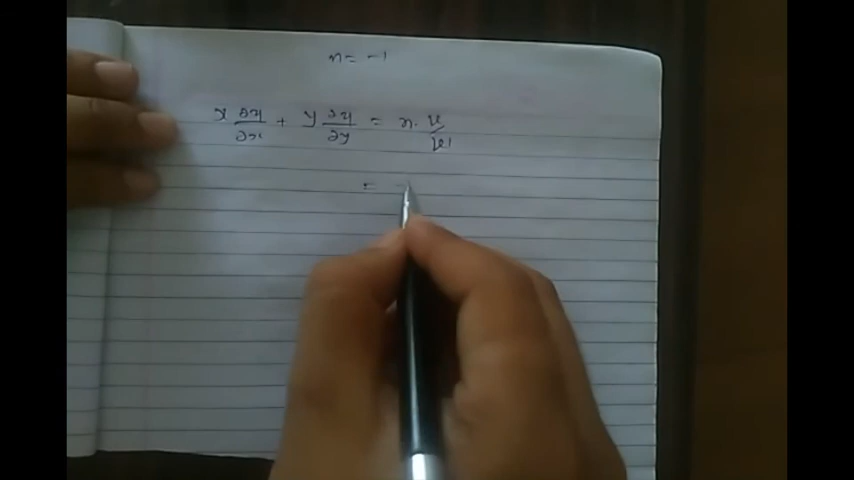 n = -1
x ∂u/∂x + y ∂u/∂y = n. v/v'
= -